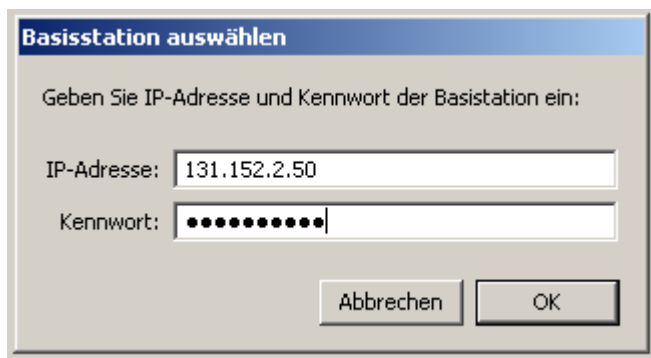 Basisstation auswählen
Geben Sie IP-Adresse und Kennwort der Basistation ein:
IP-Adresse: 131.152.2.50
Kennwort: ●●●●●●●●●●
Abbrechen OK